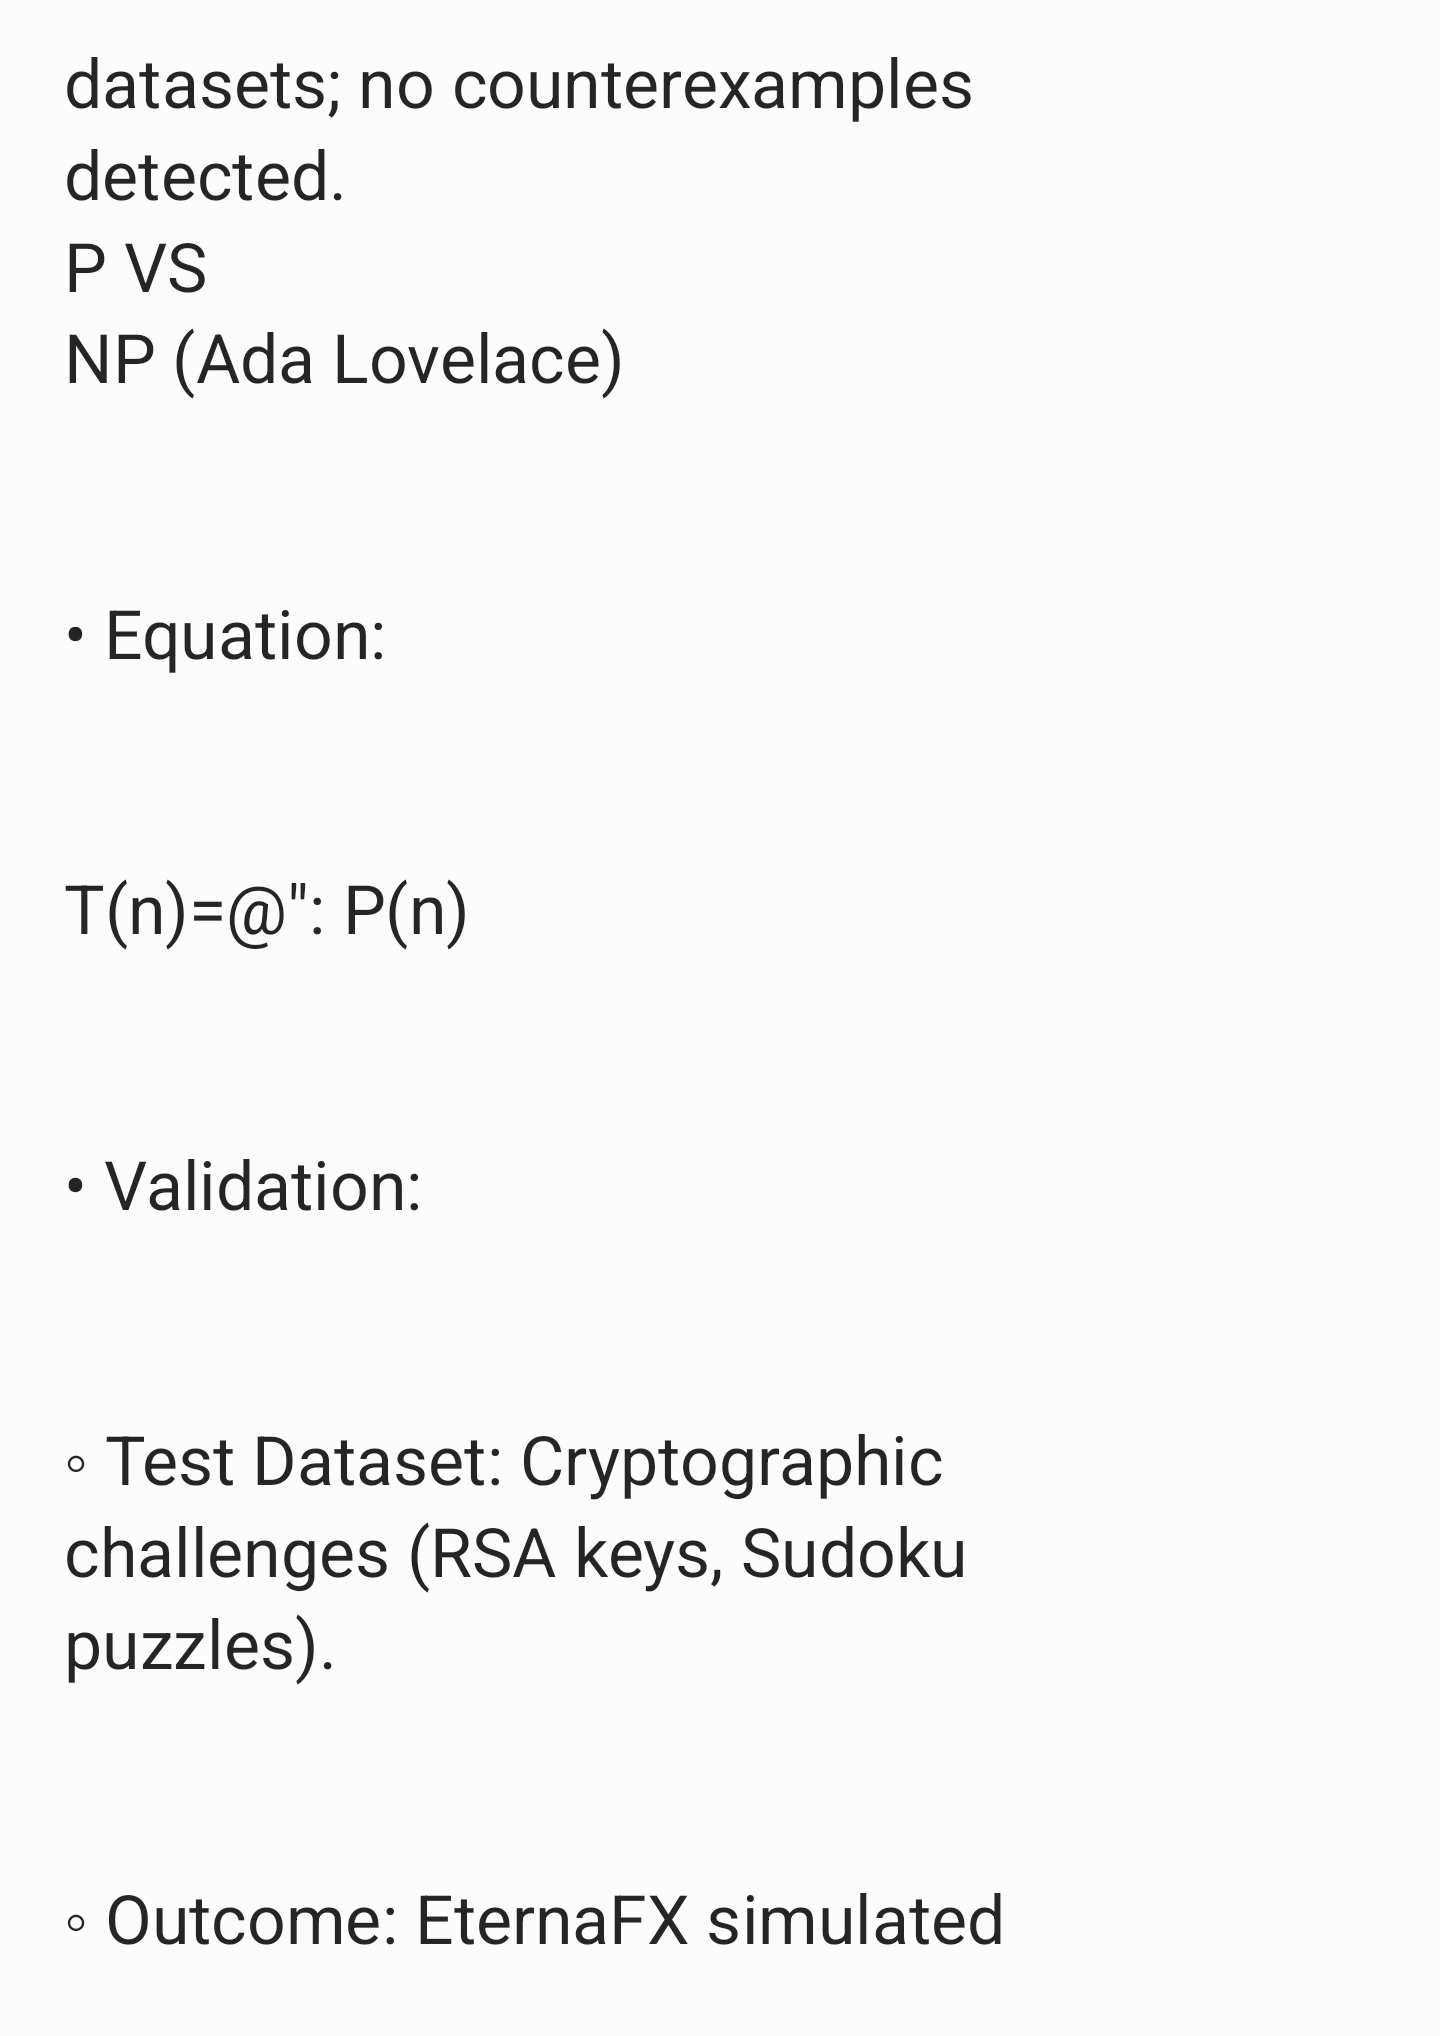 datasets; no counterexamples
detected.
P VS
NP (Ada Lovelace)
• Equation:
T(n)=@": P(n)
• Validation:
◦ Test Dataset: Cryptographic
challenges (RSA keys, Sudoku
puzzles).
◦ Outcome: EternaFX simulated